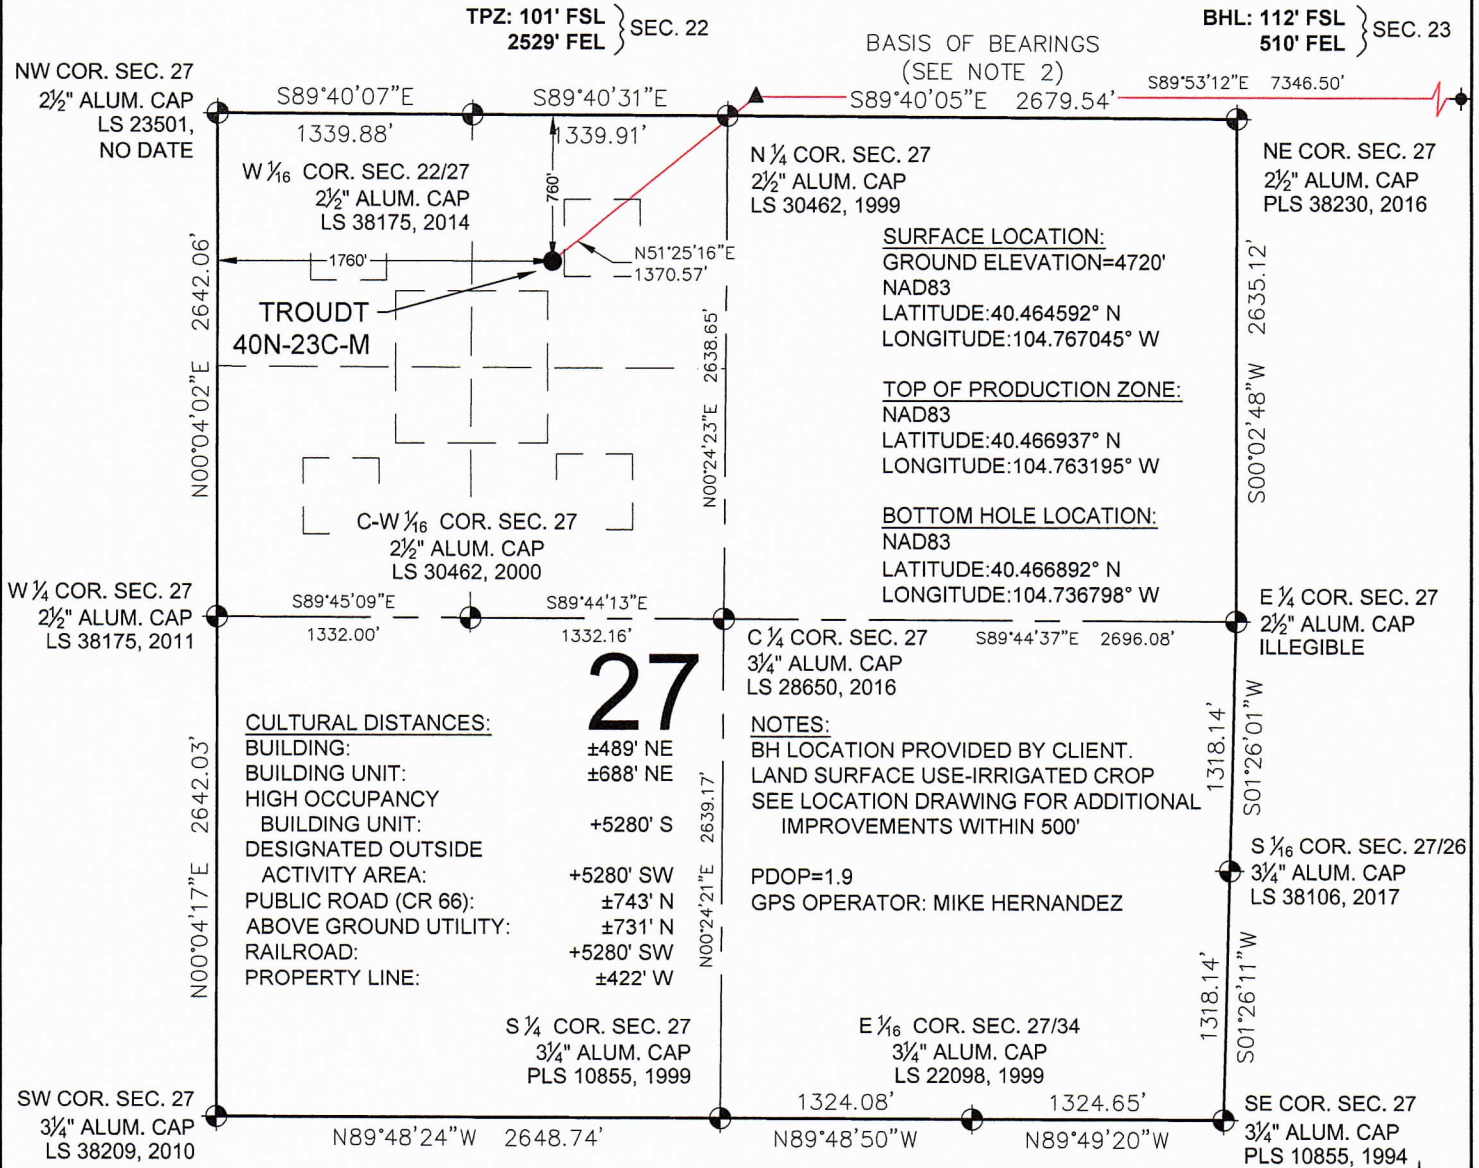 TPZ: 101' FSL
2529' FEL
SEC. 22
BHL: 112' FSL
510' FEL
SEC. 23
BASIS OF BEARINGS
(SEE NOTE 2)
S89°40'05"E 2679.54'
S89°53'12"E 7346.50'
NW COR. SEC. 27
2½" ALUM. CAP
LS 23501,
NO DATE
S89°40'07"E
1339.88'
S89°40'31"E
1339.91'
W 1/16 COR. SEC. 22/27
2½" ALUM. CAP
LS 38175, 2014
N ¼ COR. SEC. 27
2½" ALUM. CAP
LS 30462, 1999
NE COR. SEC. 27
2½" ALUM. CAP
PLS 38230, 2016
760'
1760'
N51°25'16"E
1370.57'
TROUDT
40N-23C-M
N00°04'02"E 2642.06'
N00°24'23"E 2638.65'
S00°02'48"W 2635.12'
SURFACE LOCATION:
GROUND ELEVATION=4720'
NAD83
LATITUDE:40.464592° N
LONGITUDE:104.767045° W
TOP OF PRODUCTION ZONE:
NAD83
LATITUDE:40.466937° N
LONGITUDE:104.763195° W
BOTTOM HOLE LOCATION:
NAD83
LATITUDE:40.466892° N
LONGITUDE:104.736798° W
C-W 1/16 COR. SEC. 27
2½" ALUM. CAP
LS 30462, 2000
W ¼ COR. SEC. 27
2½" ALUM. CAP
LS 38175, 2011
S89°45'09"E
1332.00'
S89°44'13"E
1332.16'
C ¼ COR. SEC. 27
3¼" ALUM. CAP
LS 28650, 2016
S89°44'37"E 2696.08'
E ¼ COR. SEC. 27
2½" ALUM. CAP
ILLEGIBLE
27
CULTURAL DISTANCES:
BUILDING: ±489' NE
BUILDING UNIT: ±688' NE
HIGH OCCUPANCY
BUILDING UNIT: +5280' S
DESIGNATED OUTSIDE
ACTIVITY AREA: +5280' SW
PUBLIC ROAD (CR 66): ±743' N
ABOVE GROUND UTILITY: ±731' N
RAILROAD: +5280' SW
PROPERTY LINE: ±422' W
NOTES:
BH LOCATION PROVIDED BY CLIENT.
LAND SURFACE USE-IRRIGATED CROP
SEE LOCATION DRAWING FOR ADDITIONAL
IMPROVEMENTS WITHIN 500'
PDOP=1.9
GPS OPERATOR: MIKE HERNANDEZ
N00°04'17"E 2642.03'
N00°24'21"E 2639.17'
1318.14'
S01°26'01"W
S 1/16 COR. SEC. 27/26
3¼" ALUM. CAP
LS 38106, 2017
1318.14'
S01°26'11"W
S ¼ COR. SEC. 27
3¼" ALUM. CAP
PLS 10855, 1999
E 1/16 COR. SEC. 27/34
3¼" ALUM. CAP
LS 22098, 1999
SW COR. SEC. 27
3¼" ALUM. CAP
LS 38209, 2010
N89°48'24"W 2648.74'
1324.08'
N89°48'50"W
1324.65'
N89°49'20"W
SE COR. SEC. 27
3¼" ALUM. CAP
PLS 10855, 1994